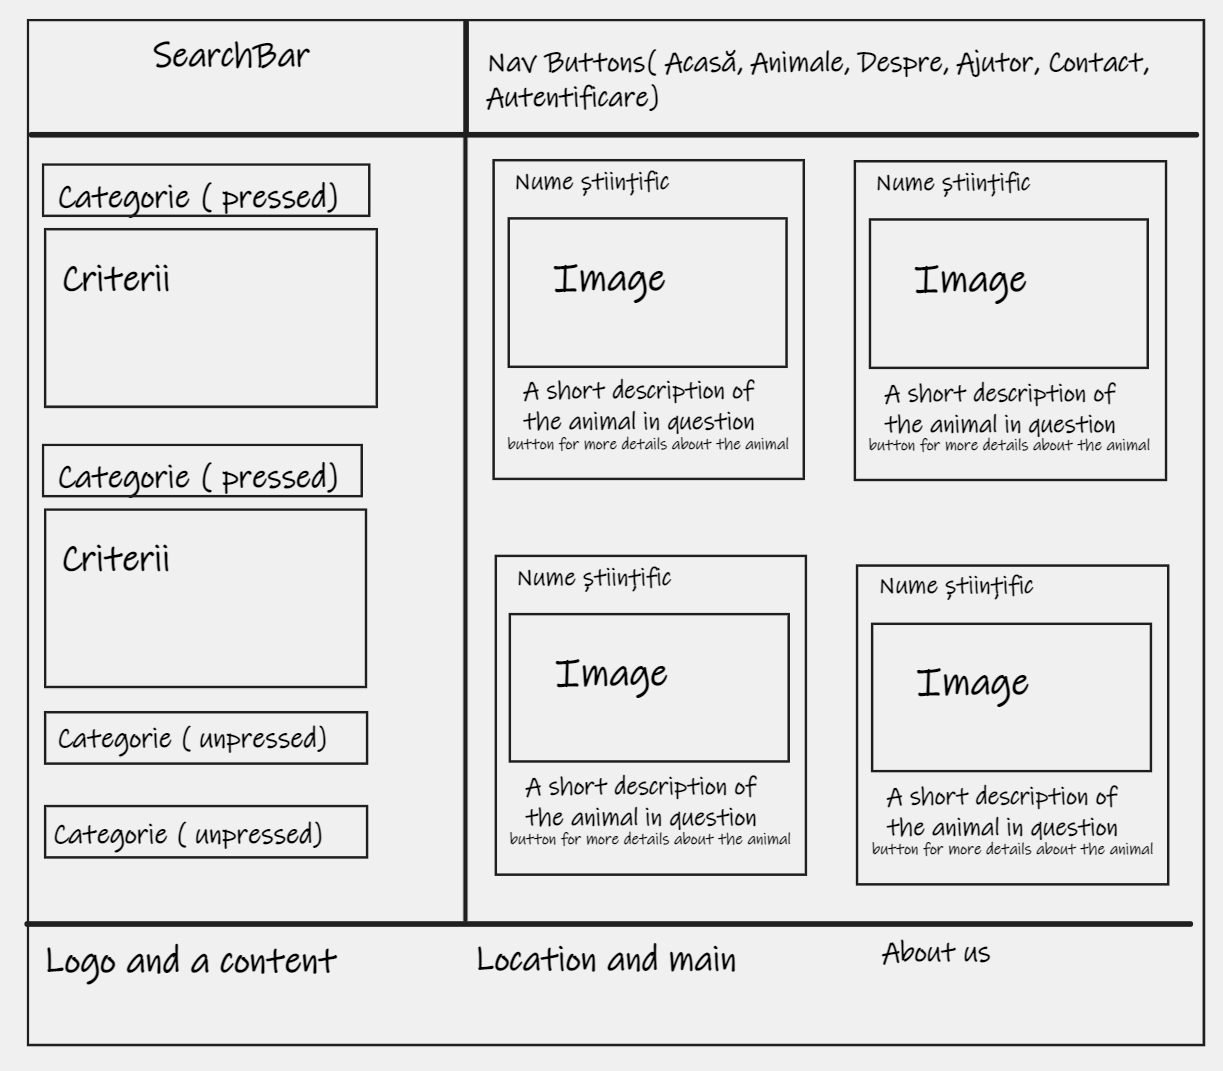 SearchBar
Nav Buttons( Acasă, Animale, Despre, Ajutor, Contact,
Autentificare)
Categorie ( pressed)
Criterii
Categorie ( pressed)
Criterii
Categorie ( unpressed)
Categorie ( unpressed)
Nume științific
Image
A short description of
the animal in question
button for more details about the animal
Nume științific
Image
A short description of
the animal in question
button for more details about the animal
Nume științific
Image
A short description of
the animal in question
button for more details about the animal
Nume științific
Image
A short description of
the animal in question
button for more details about the animal
Logo and a content
Location and main
About us